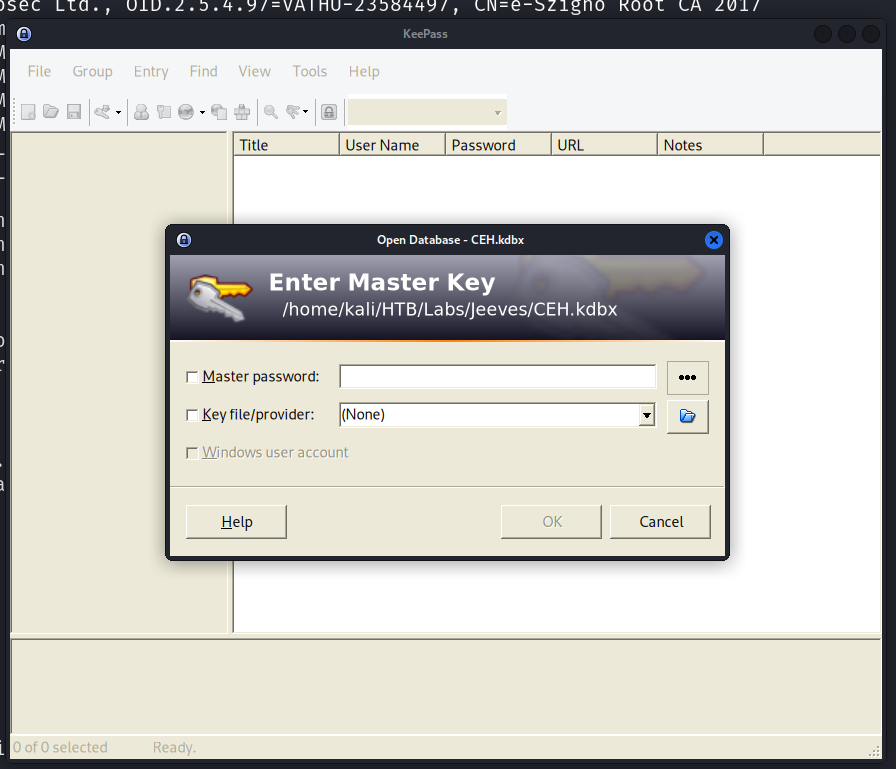 osec Ltd., OID.2.5.4.97=VATHU-23584497, CN=e-Szigno Root CA 2017
KeePass
File Group Entry Find View Tools Help
Title User Name Password URL Notes
Open Database - CEH.kdbx
Enter Master Key
/home/kali/HTB/Labs/Jeeves/CEH.kdbx
Master password:
Key file/provider: (None)
Windows user account
Help OK Cancel
0 of 0 selected Ready.